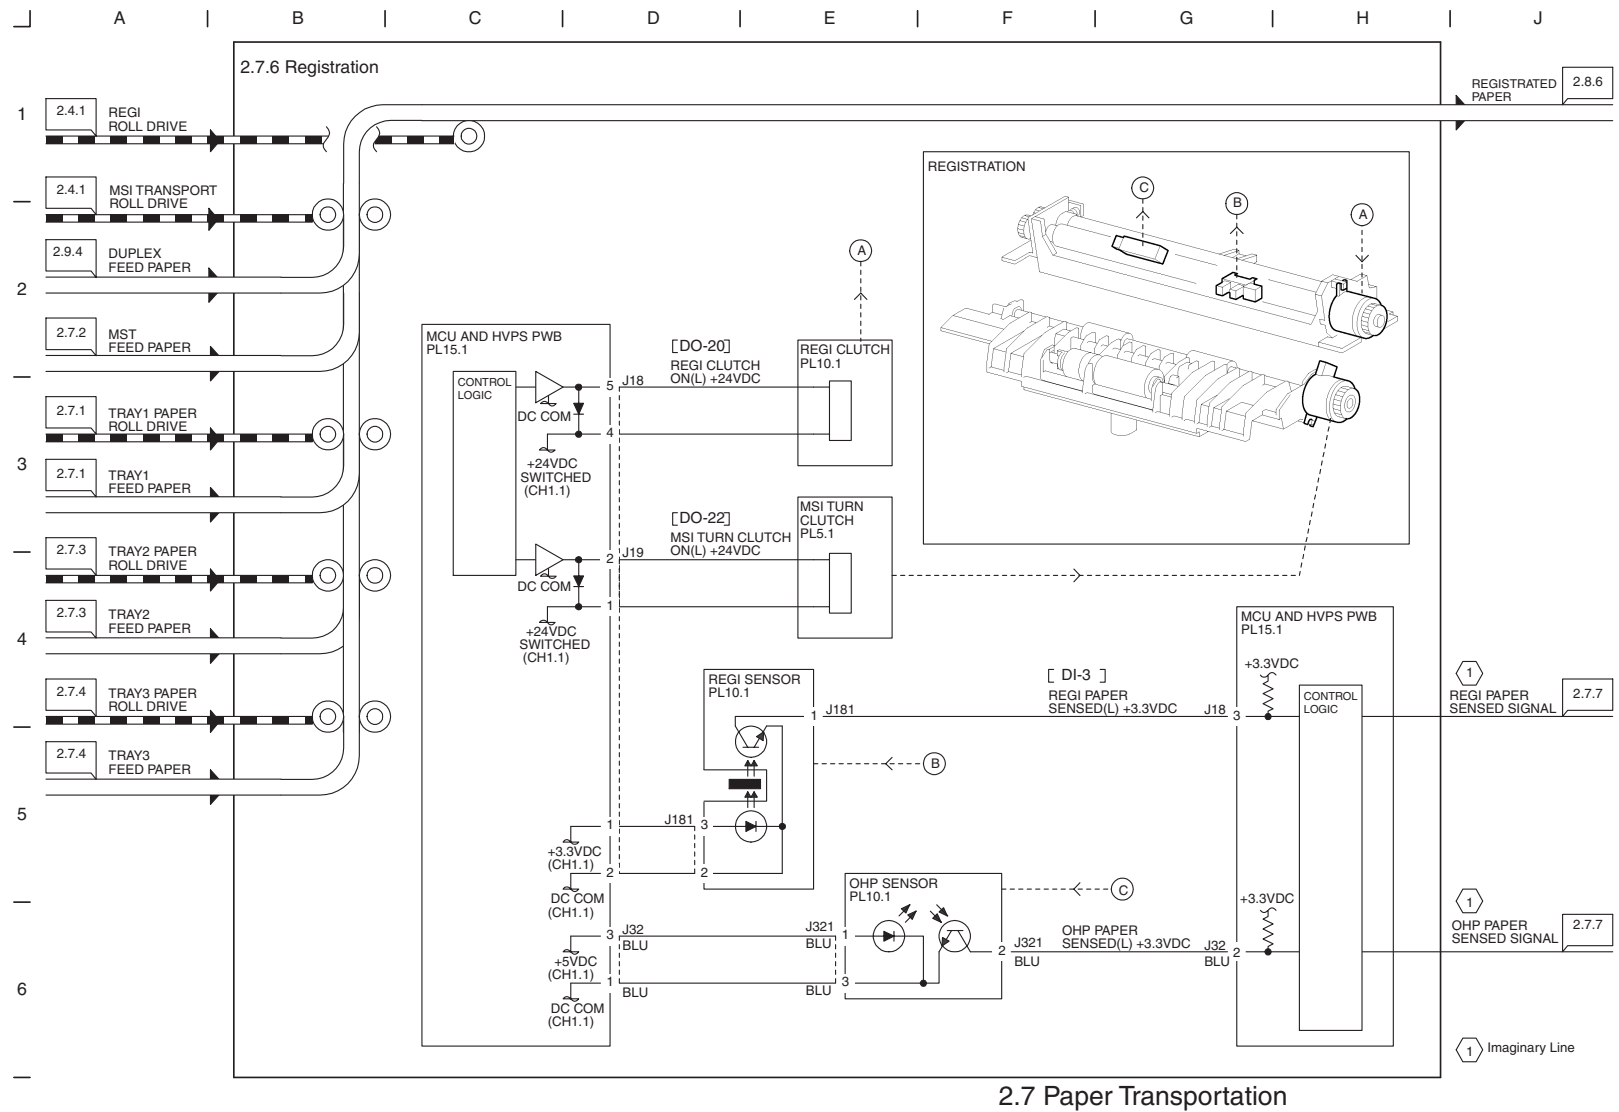 A B C D E F G H J
2.7.6 Registration
1
2.4.1 REGI
ROLL DRIVE
REGISTRATED
PAPER
2.8.6
2.4.1 MSI TRANSPORT
ROLL DRIVE
2.9.4 DUPLEX
FEED PAPER
2
2.7.2 MST
FEED PAPER
2.7.1 TRAY1 PAPER
ROLL DRIVE
3
2.7.1 TRAY1
FEED PAPER
2.7.3 TRAY2 PAPER
ROLL DRIVE
2.7.3 TRAY2
FEED PAPER
4
2.7.4 TRAY3 PAPER
ROLL DRIVE
2.7.4 TRAY3
FEED PAPER
5
6
REGISTRATION
C
B
A
A
MCU AND HVPS PWB
PL15.1
CONTROL
LOGIC
DC COM
5 J18
4
+24VDC
SWITCHED
(CH1.1)
[DO-20]
REGI CLUTCH
ON(L) +24VDC
REGI CLUTCH
PL10.1
DC COM
2 J19
1
+24VDC
SWITCHED
(CH1.1)
[DO-22]
MSI TURN CLUTCH
ON(L) +24VDC
MSI TURN
CLUTCH
PL5.1
REGI SENSOR
PL10.1
1 J181
[ DI-3 ]
REGI PAPER
SENSED(L) +3.3VDC
J18 3
B
1
J181 3
+3.3VDC
(CH1.1)
2
2
DC COM
(CH1.1)
OHP SENSOR
PL10.1
C
3 J32
BLU
J321 1
BLU
+5VDC
(CH1.1)
1
BLU
BLU
3
DC COM
(CH1.1)
2 J321
BLU
OHP PAPER
SENSED(L) +3.3VDC
J32 2
BLU
MCU AND HVPS PWB
PL15.1
+3.3VDC
CONTROL
LOGIC
+3.3VDC
1
REGI PAPER
SENSED SIGNAL
2.7.7
1
OHP PAPER
SENSED SIGNAL
2.7.7
1 Imaginary Line
2.7 Paper Transportation